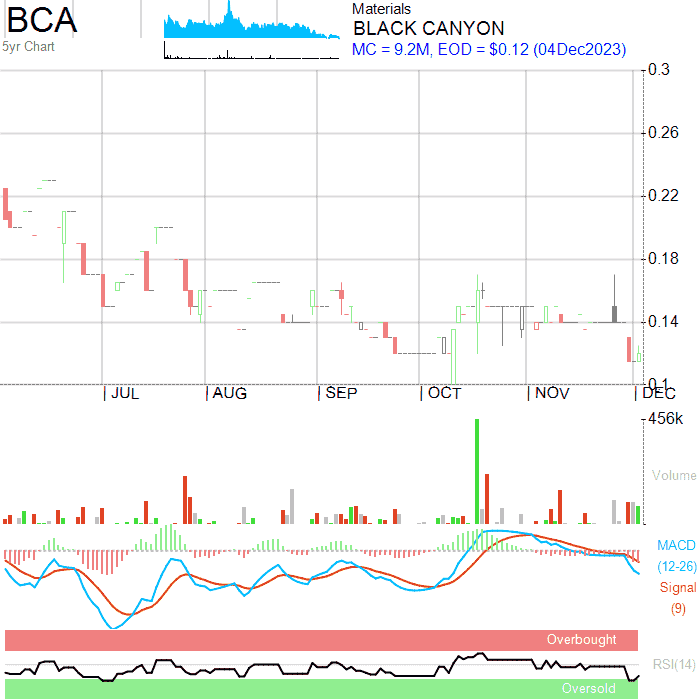 BCA
5yr Chart
Materials
BLACK CANYON
MC = 9.2M, EOD = $0.12 (04Dec2023)
0.3
0.26
0.22
0.18
0.14
0.1
JUL AUG SEP OCT NOV DEC
456k
Volume
MACD
(12-26)
Signal
(9)
Overbought
RSI(14)
Oversold